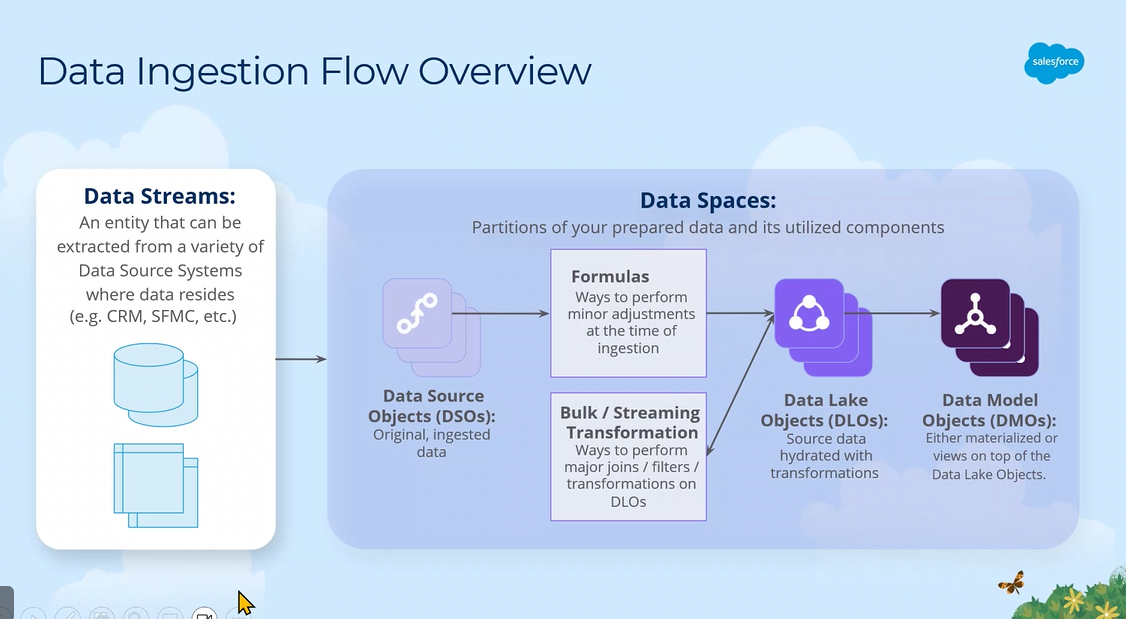 Data Ingestion Flow Overview
salesforce
Data Streams:
An entity that can be
extracted from a variety of
Data Source Systems
where data resides
(e.g. CRM, SFMC, etc.)
Data Spaces:
Partitions of your prepared data and its utilized components
Data Source
Objects (DSOs):
Original, ingested
data
Formulas
Ways to perform
minor adjustments
at the time of
ingestion
Bulk / Streaming
Transformation
Ways to perform
major joins / filters /
transformations on
DLOs
Data Lake
Objects (DLOs):
Source data
hydrated with
transformations
Data Model
Objects (DMOs):
Either materialized or
views on top of the
Data Lake Objects.